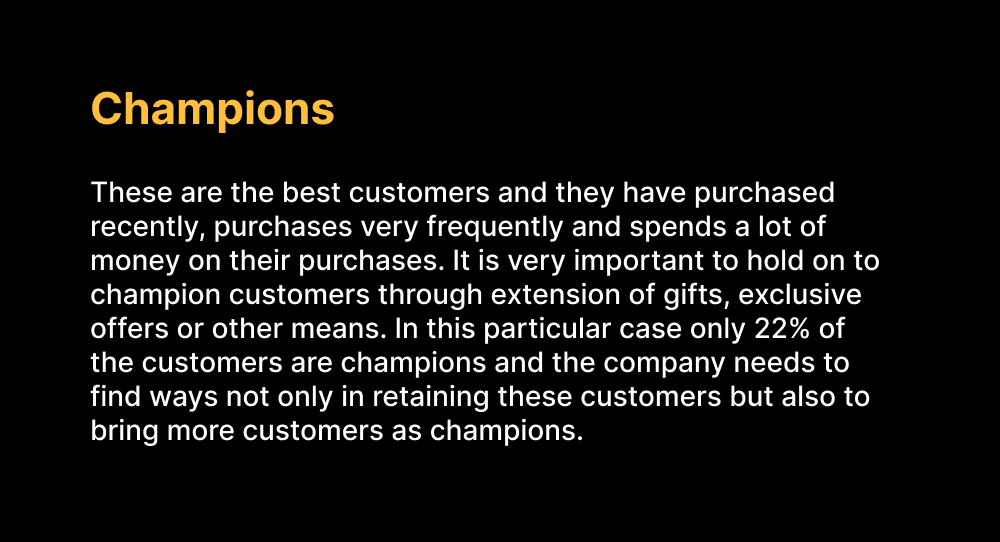 Champions
These are the best customers and they have purchased
recently, purchases very frequently and spends a lot of
money on their purchases. It is very important to hold on to
champion customers through extension of gifts, exclusive
offers or other means. In this particular case only 22% of
the customers are champions and the company needs to
find ways not only in retaining these customers but also to
bring more customers as champions.